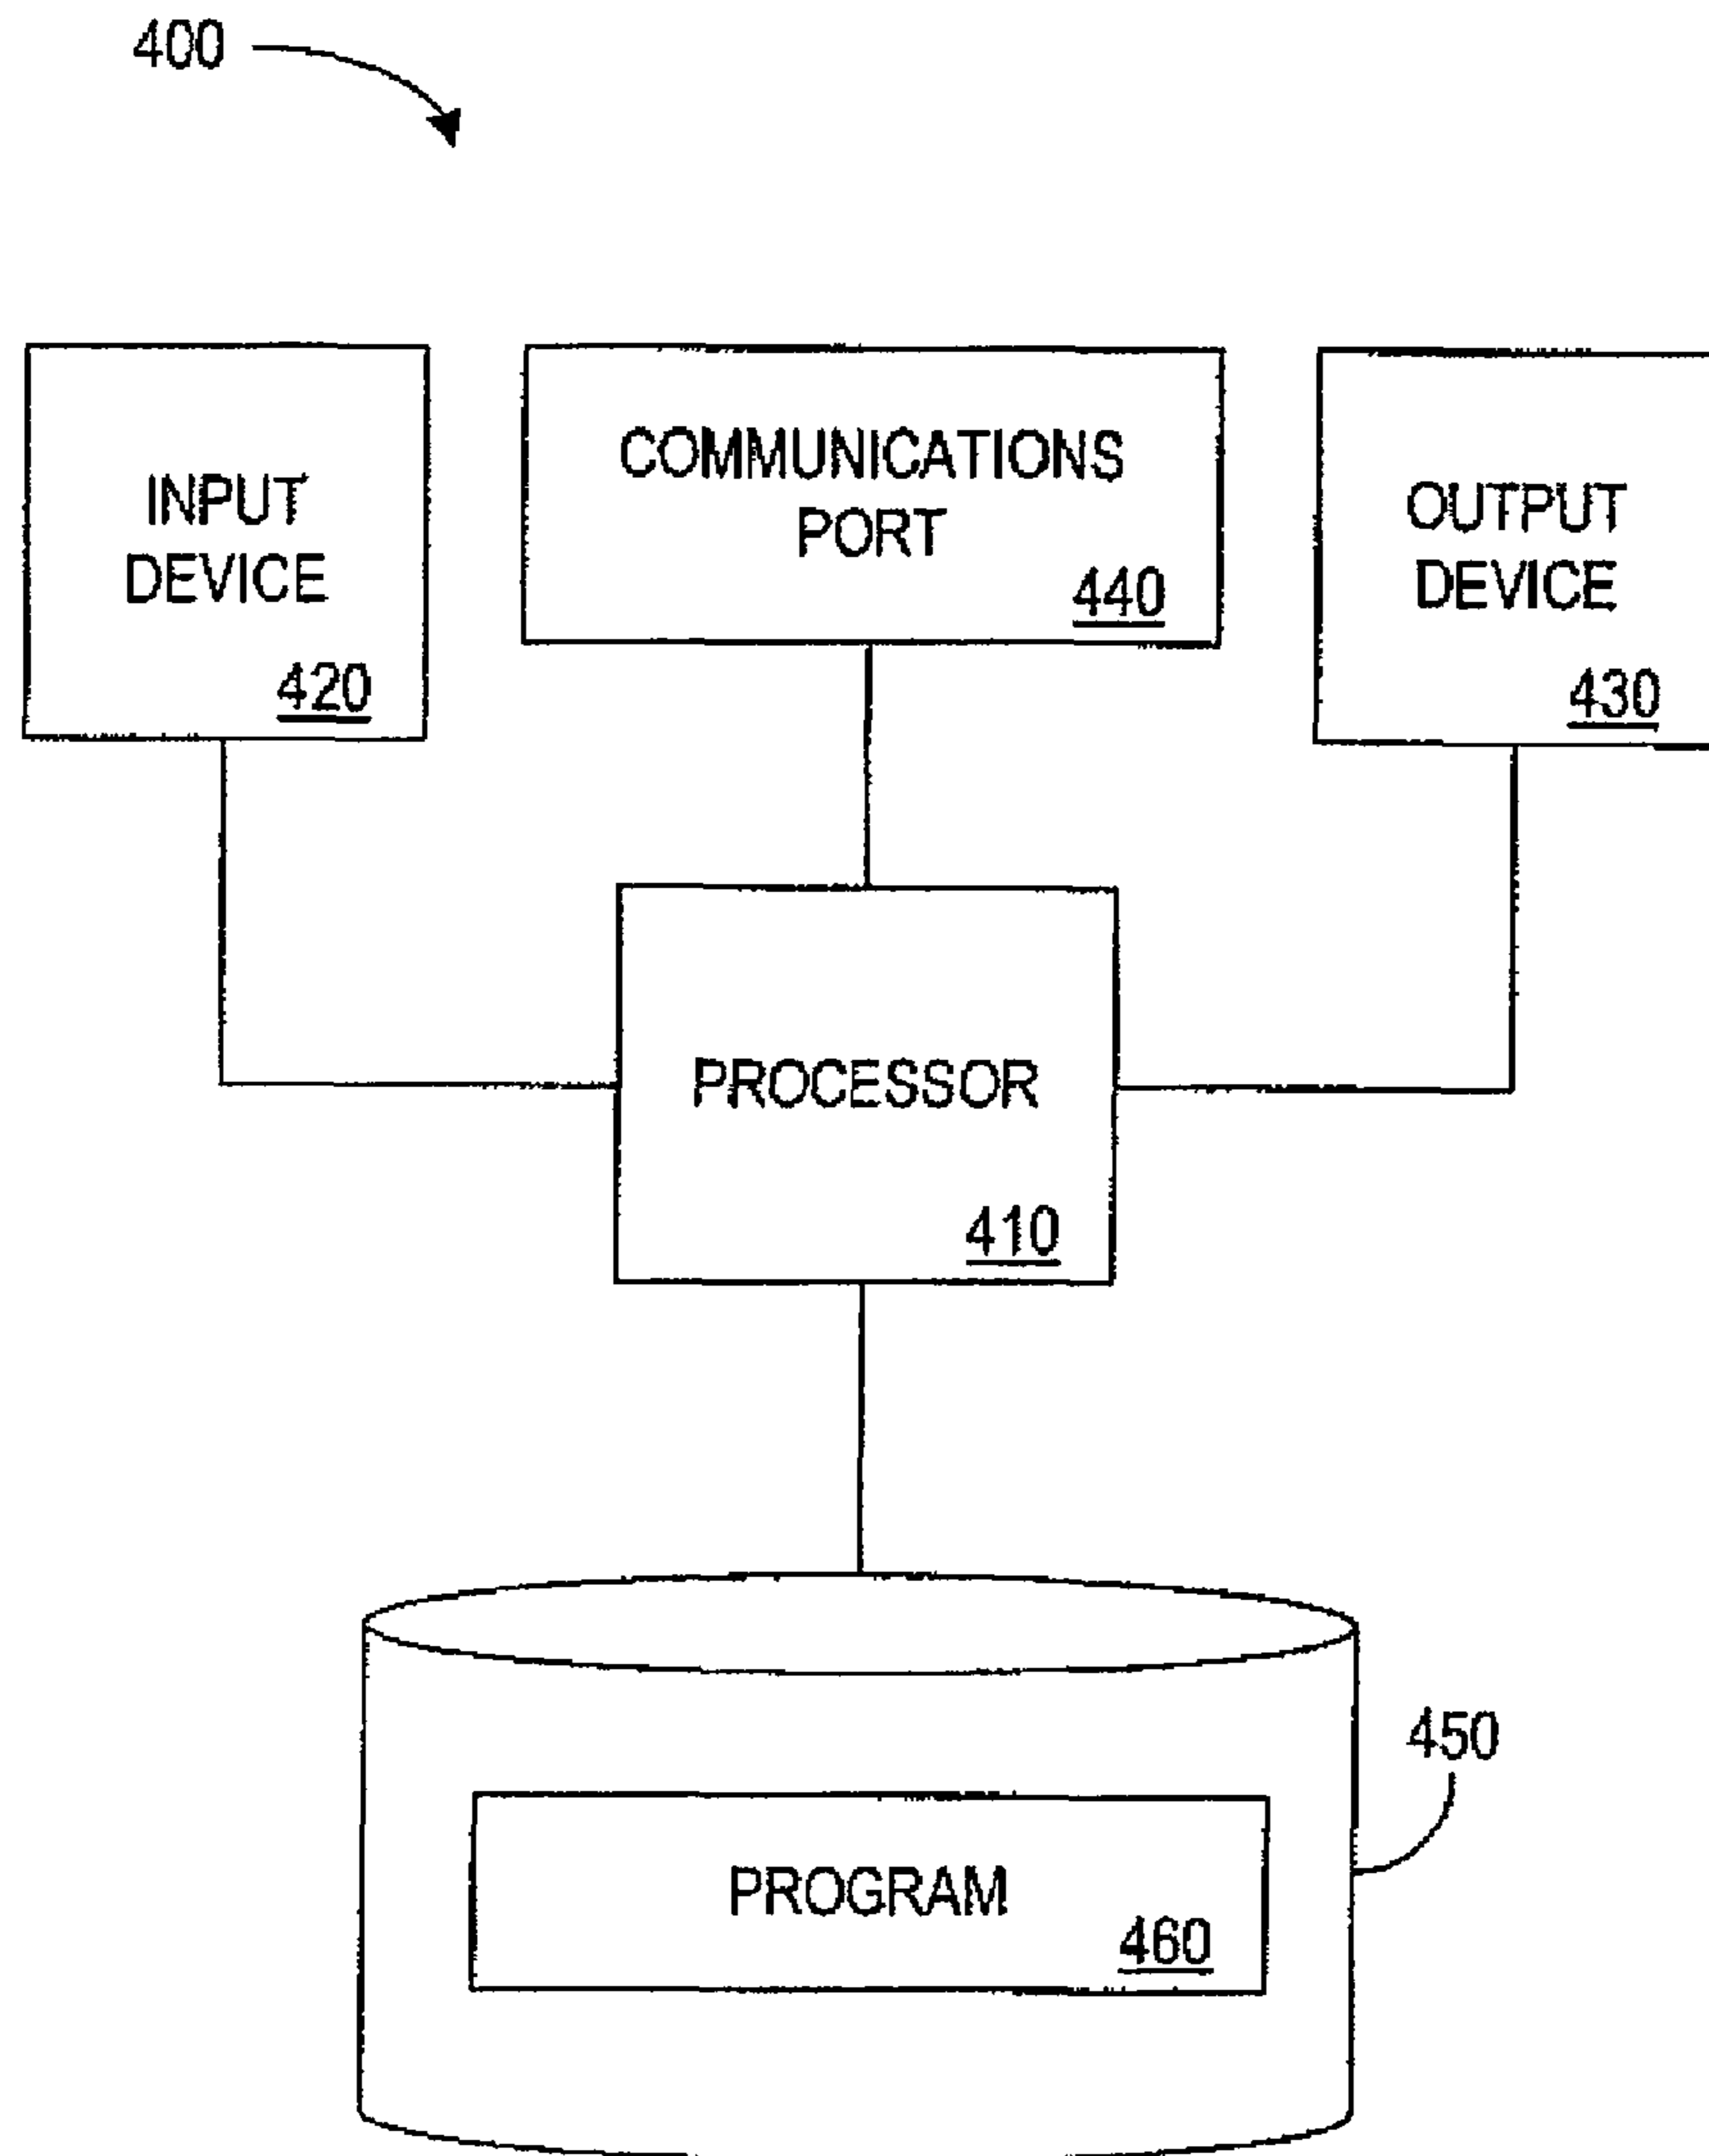 400
INPUT
DEVICE
420
COMMUNICATIONS
PORT
440
OUTPUT
DEVICE
430
PROCESSOR
410
450
PROGRAM
460